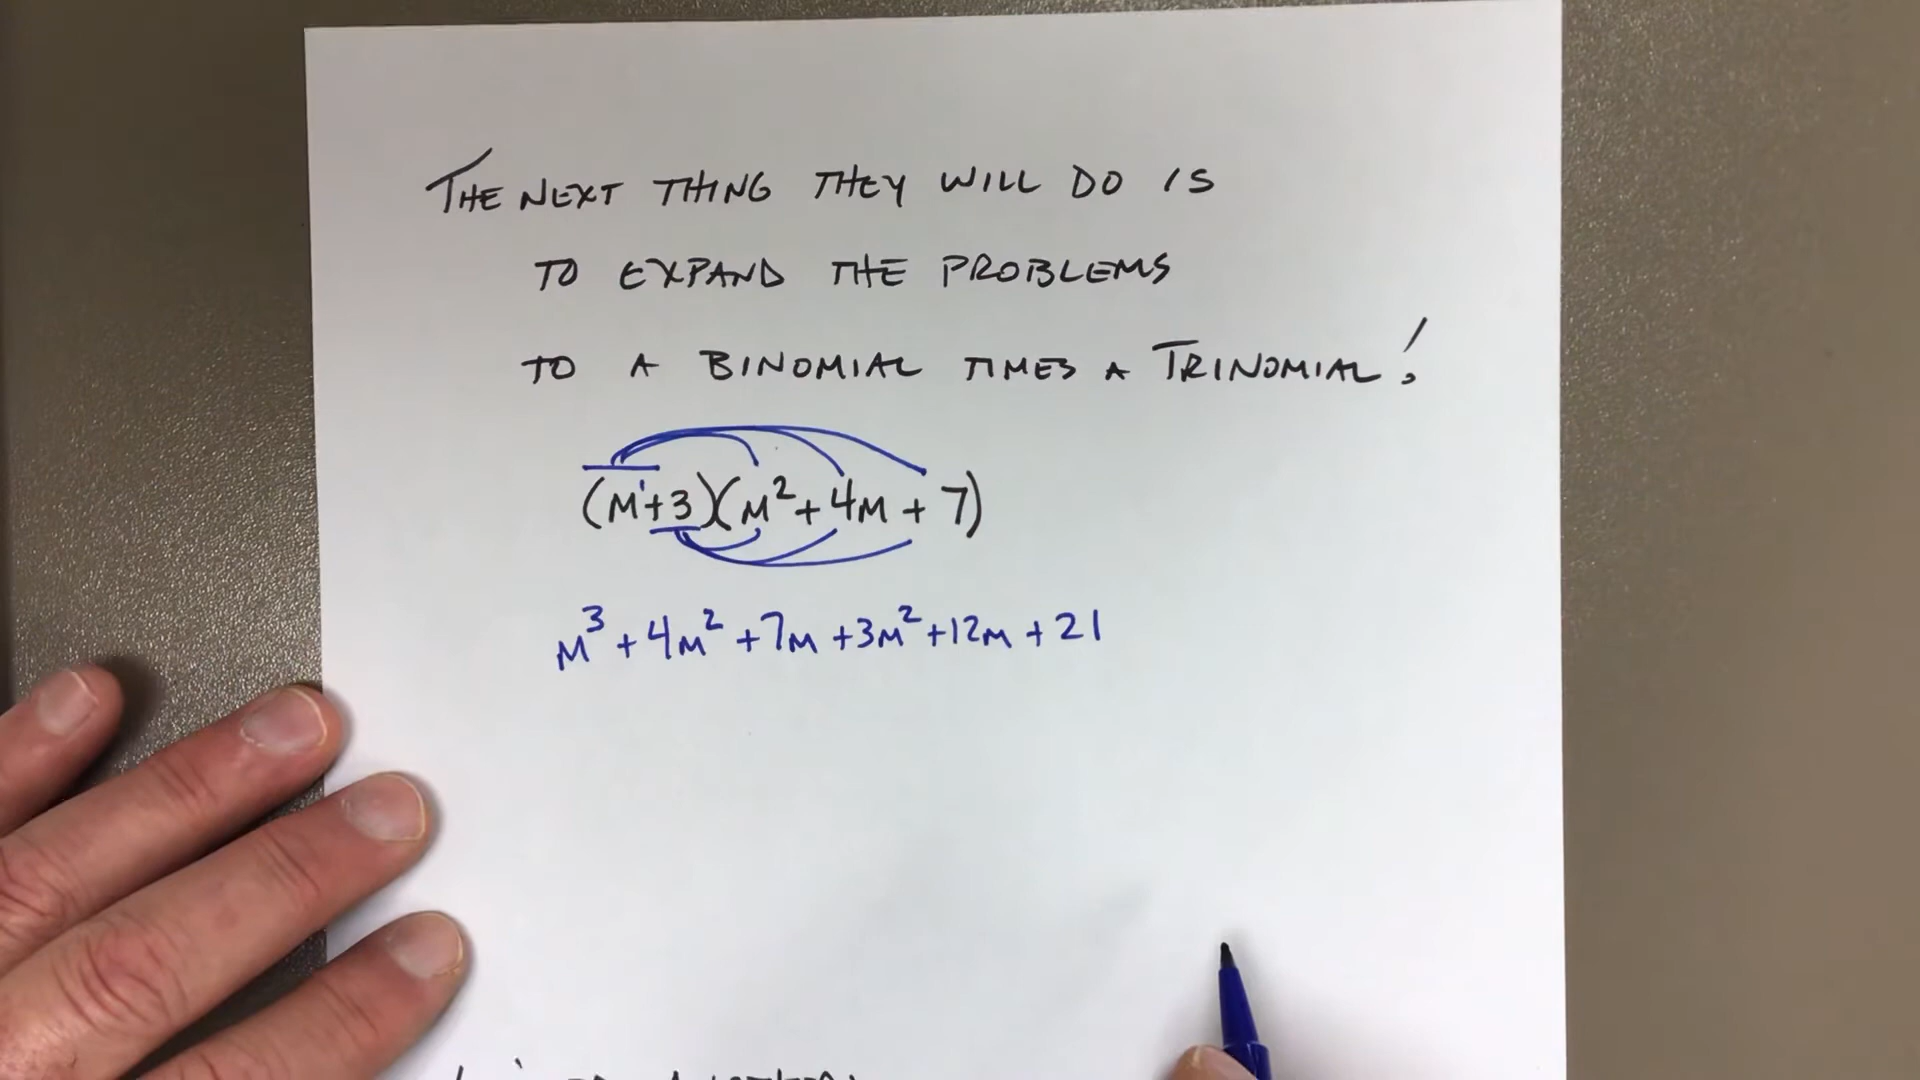 THE NEXT THING THEY WILL DO IS
TO EXPAND THE PROBLEMS
TO A BINOMIAL TIMES A TRINOMIAL!
(M+3)(M²+4M+7)
M³+4M²+7M+3M²+12M+21